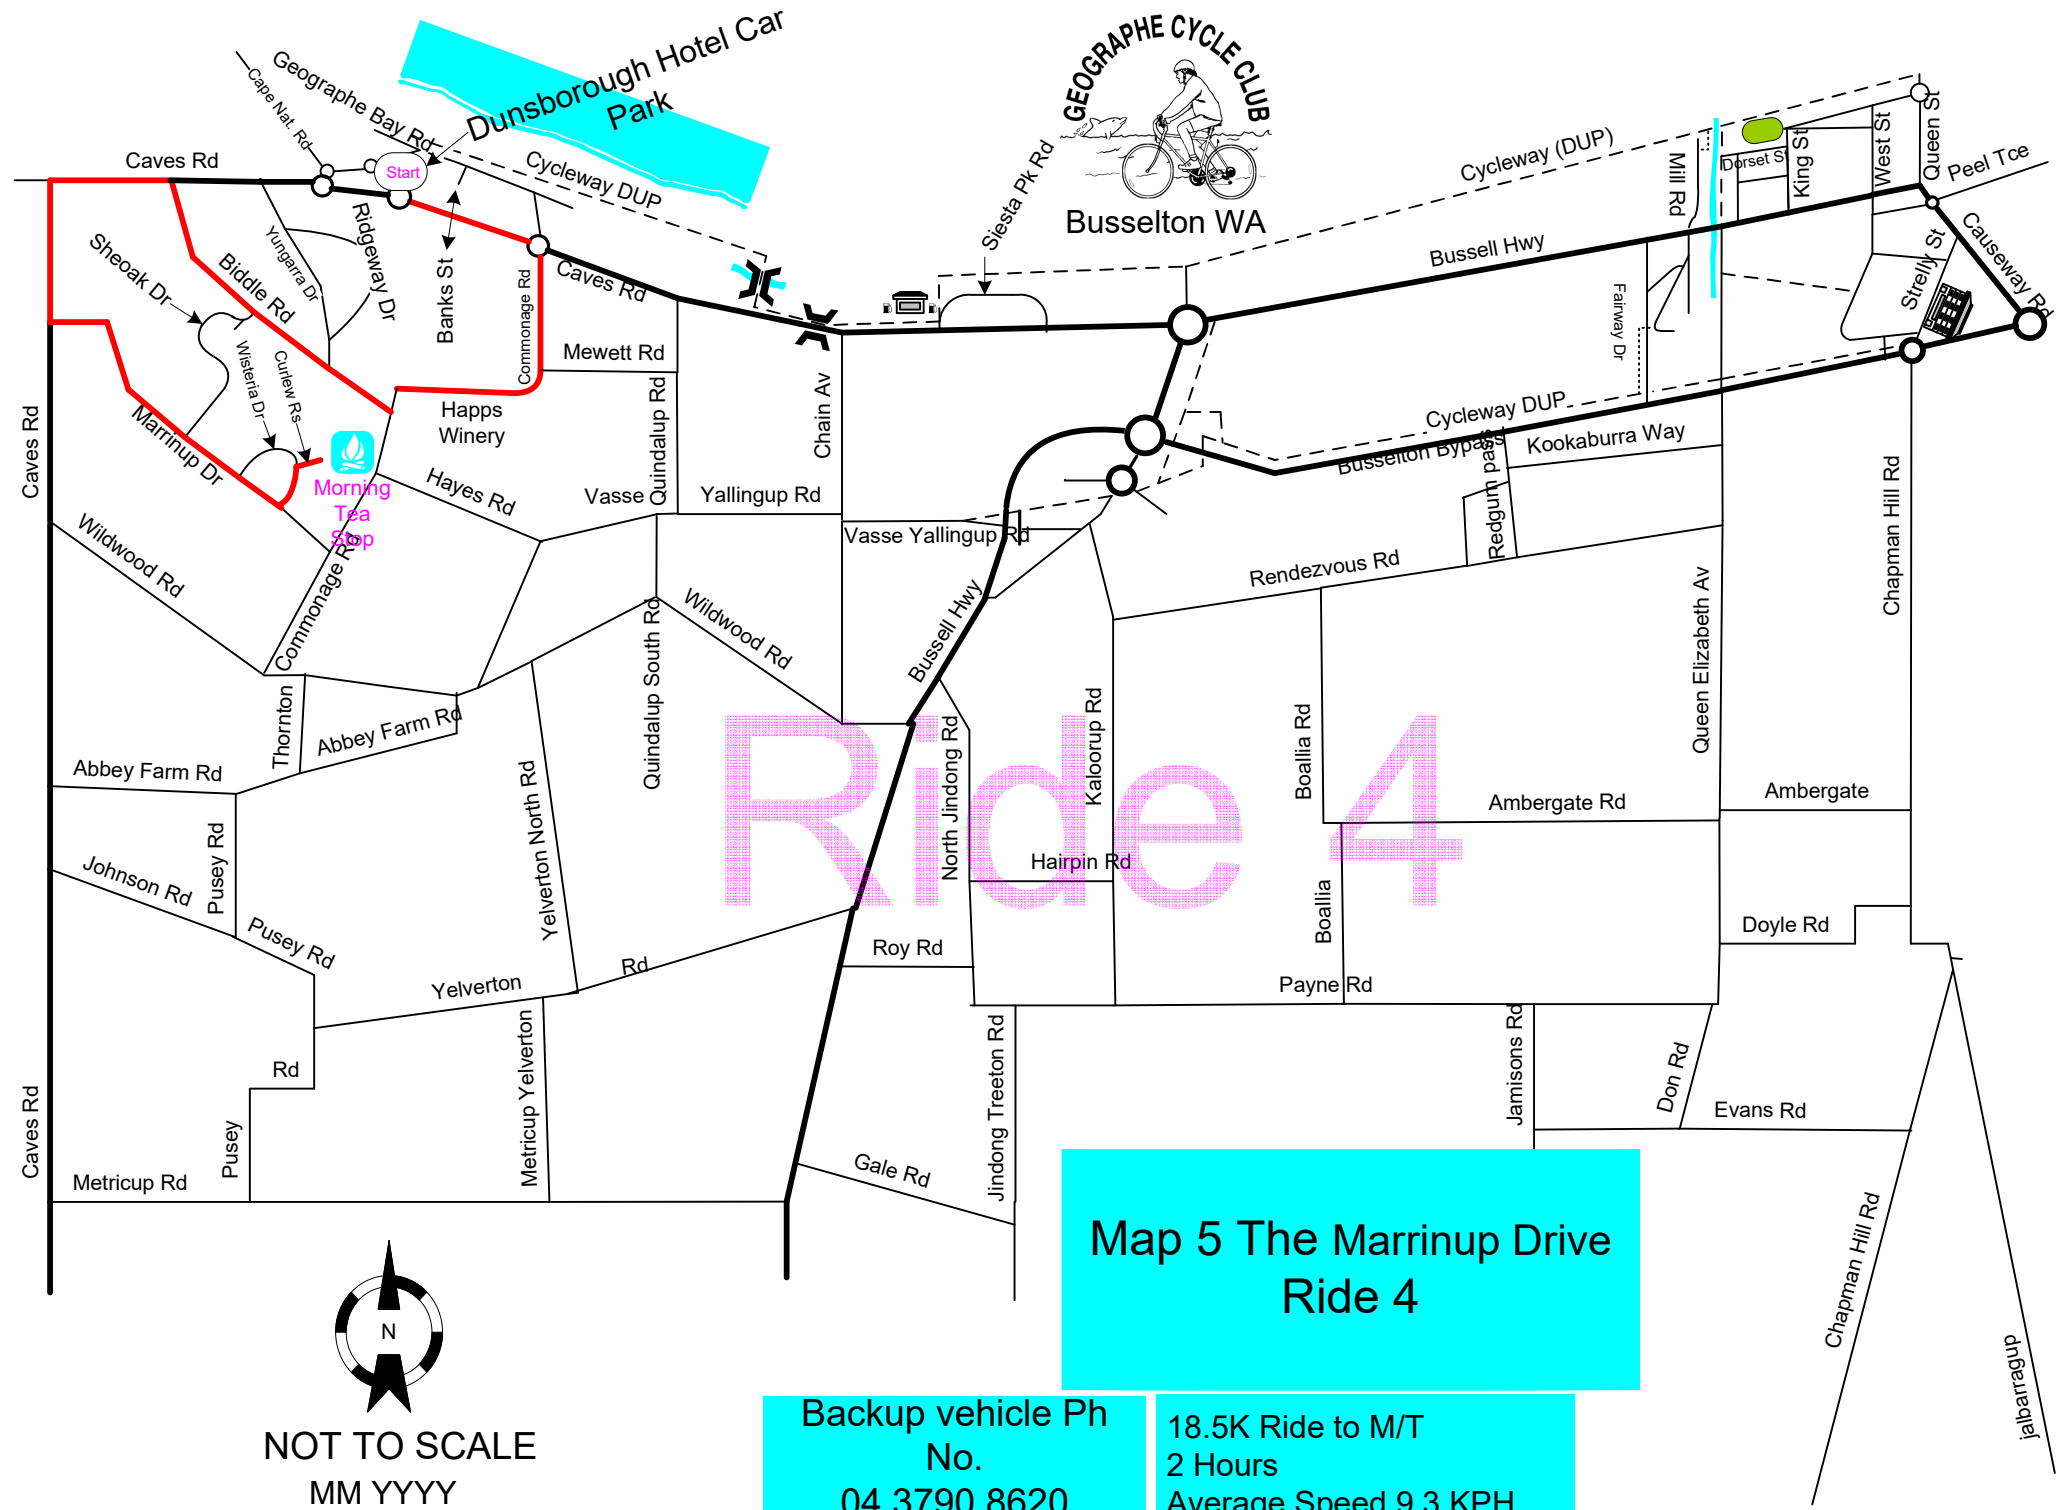 GEOGRAPHE CYCLE CLUB
Busselton WA
Dunsborough Hotel Car
Park
Geographe Bay Rd
Cape Nat. Rd
Caves Rd
Start
Cycleway DUP
Siesta Pk Rd
Cycleway (DUP)
Mill Rd
Dorset St
King St
West St
Queen St
Peel Tce
Causeway Rd
Strelly St
Bussell Hwy
Fairway Dr
Sheoak Dr
Biddle Rd
Yungarra Dr
Ridgeway Dr
Banks St
Commonage Rd
Caves Rd
Mewett Rd
Wisteria Dr
Curlew Rs
Marrinup Dr
Caves Rd
Happs
Winery
Quindalup Rd
Chain Av
Cycleway DUP
Busselton Bypass
Redgum pass
Kookaburra Way
Chapman Hill Rd
Morning
Tea
Stop
Hayes Rd
Vasse
Yallingup Rd
Vasse Yallingup Rd
Wildwood Rd
Commonage Rd
Rendezvous Rd
Quindalup South Rd
Wildwood Rd
Bussell Hwy
Queen Elizabeth Av
Thornton
Abbey Farm Rd
Abbey Farm Rd
Yelverton North Rd
North Jindong Rd
Kaloorup Rd
Boallia Rd
Ride 4
Ambergate Rd
Ambergate
Johnson Rd
Pusey Rd
Hairpin Rd
Boallia
Pusey Rd
Roy Rd
Doyle Rd
Yelverton
Rd
Payne Rd
Rd
Metricup Yelverton
Jindong Treeton Rd
Jamisons Rd
Don Rd
Evans Rd
Caves Rd
Pusey
Metricup Rd
Gale Rd
Chapman Hill Rd
jalbarragup
Map 5 The Marrinup Drive
Ride 4
N
NOT TO SCALE
MM YYYY
Backup vehicle Ph
No.
04 3790 8620
18.5K Ride to M/T
2 Hours
Average Speed 9.3 KPH